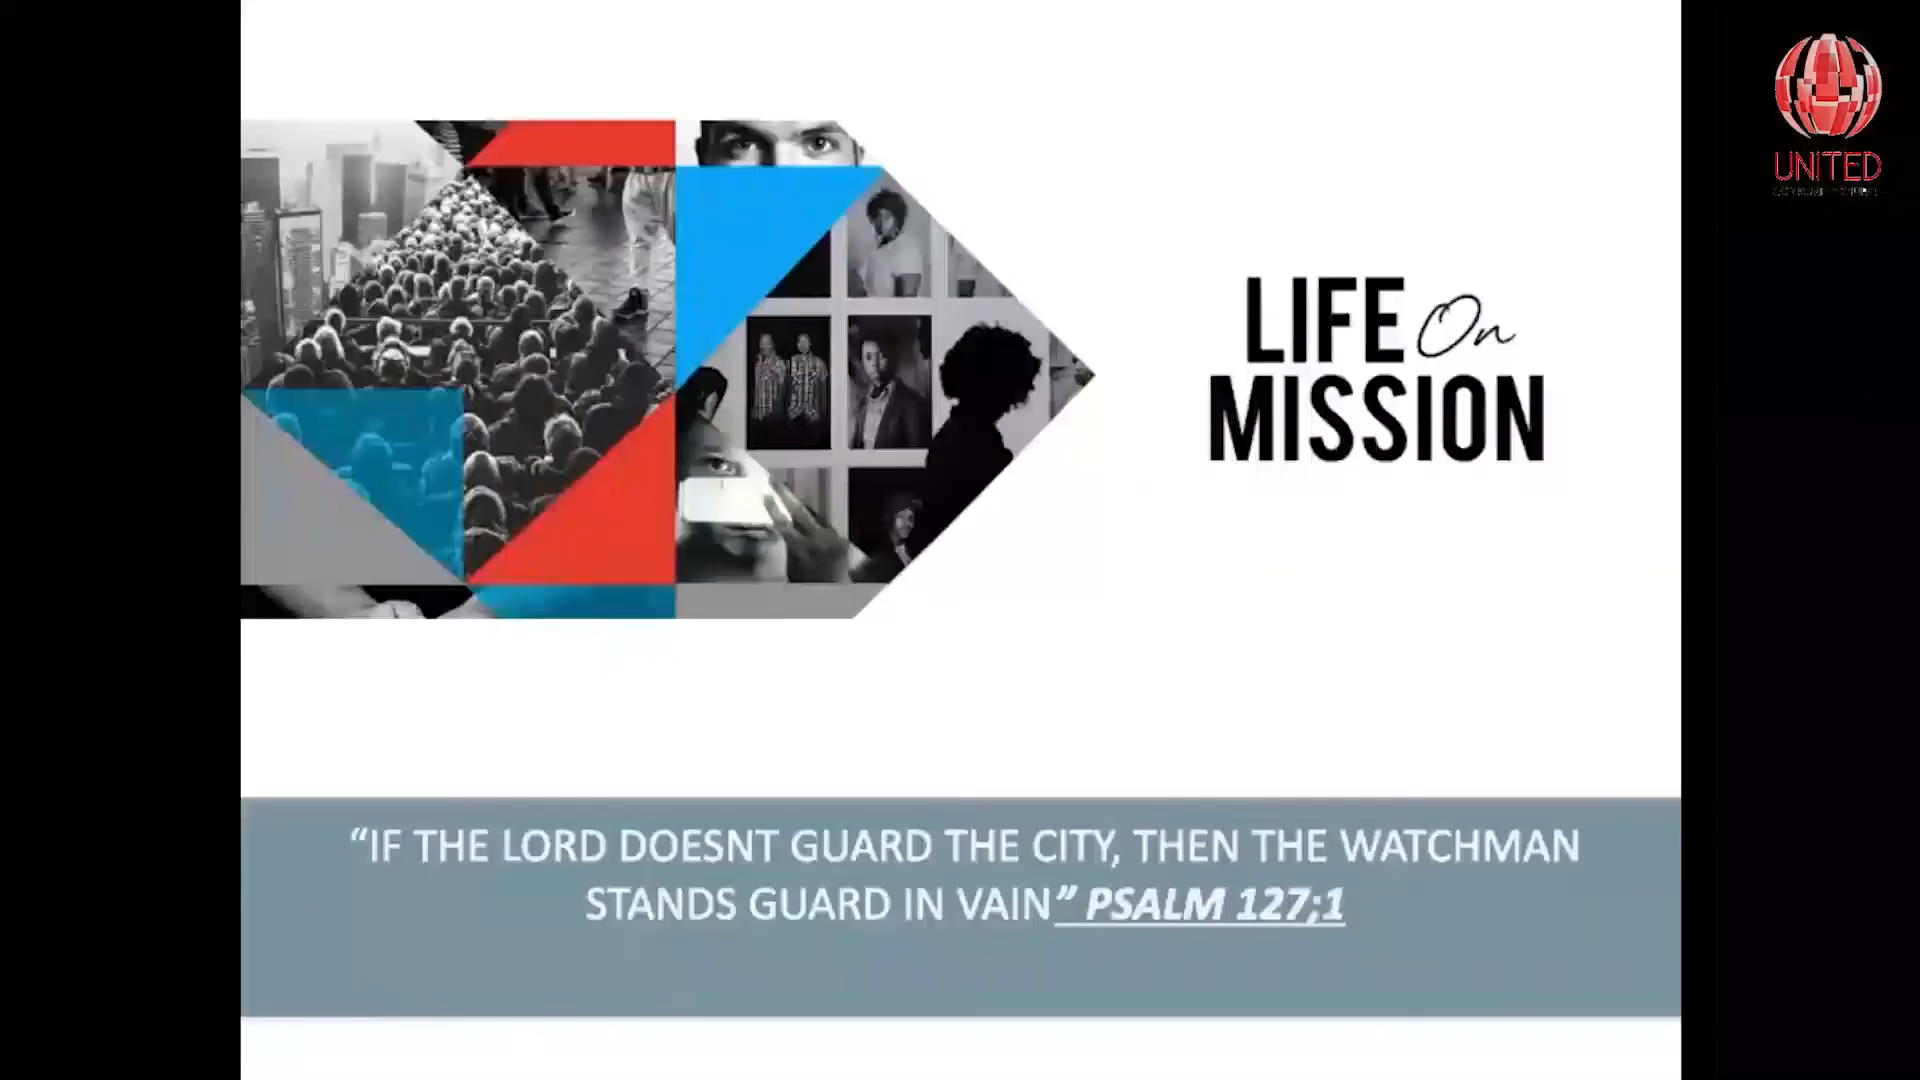 UNITED
LIFE On
MISSION
“IF THE LORD DOESNT GUARD THE CITY, THEN THE WATCHMAN
STANDS GUARD IN VAIN” PSALM 127;1